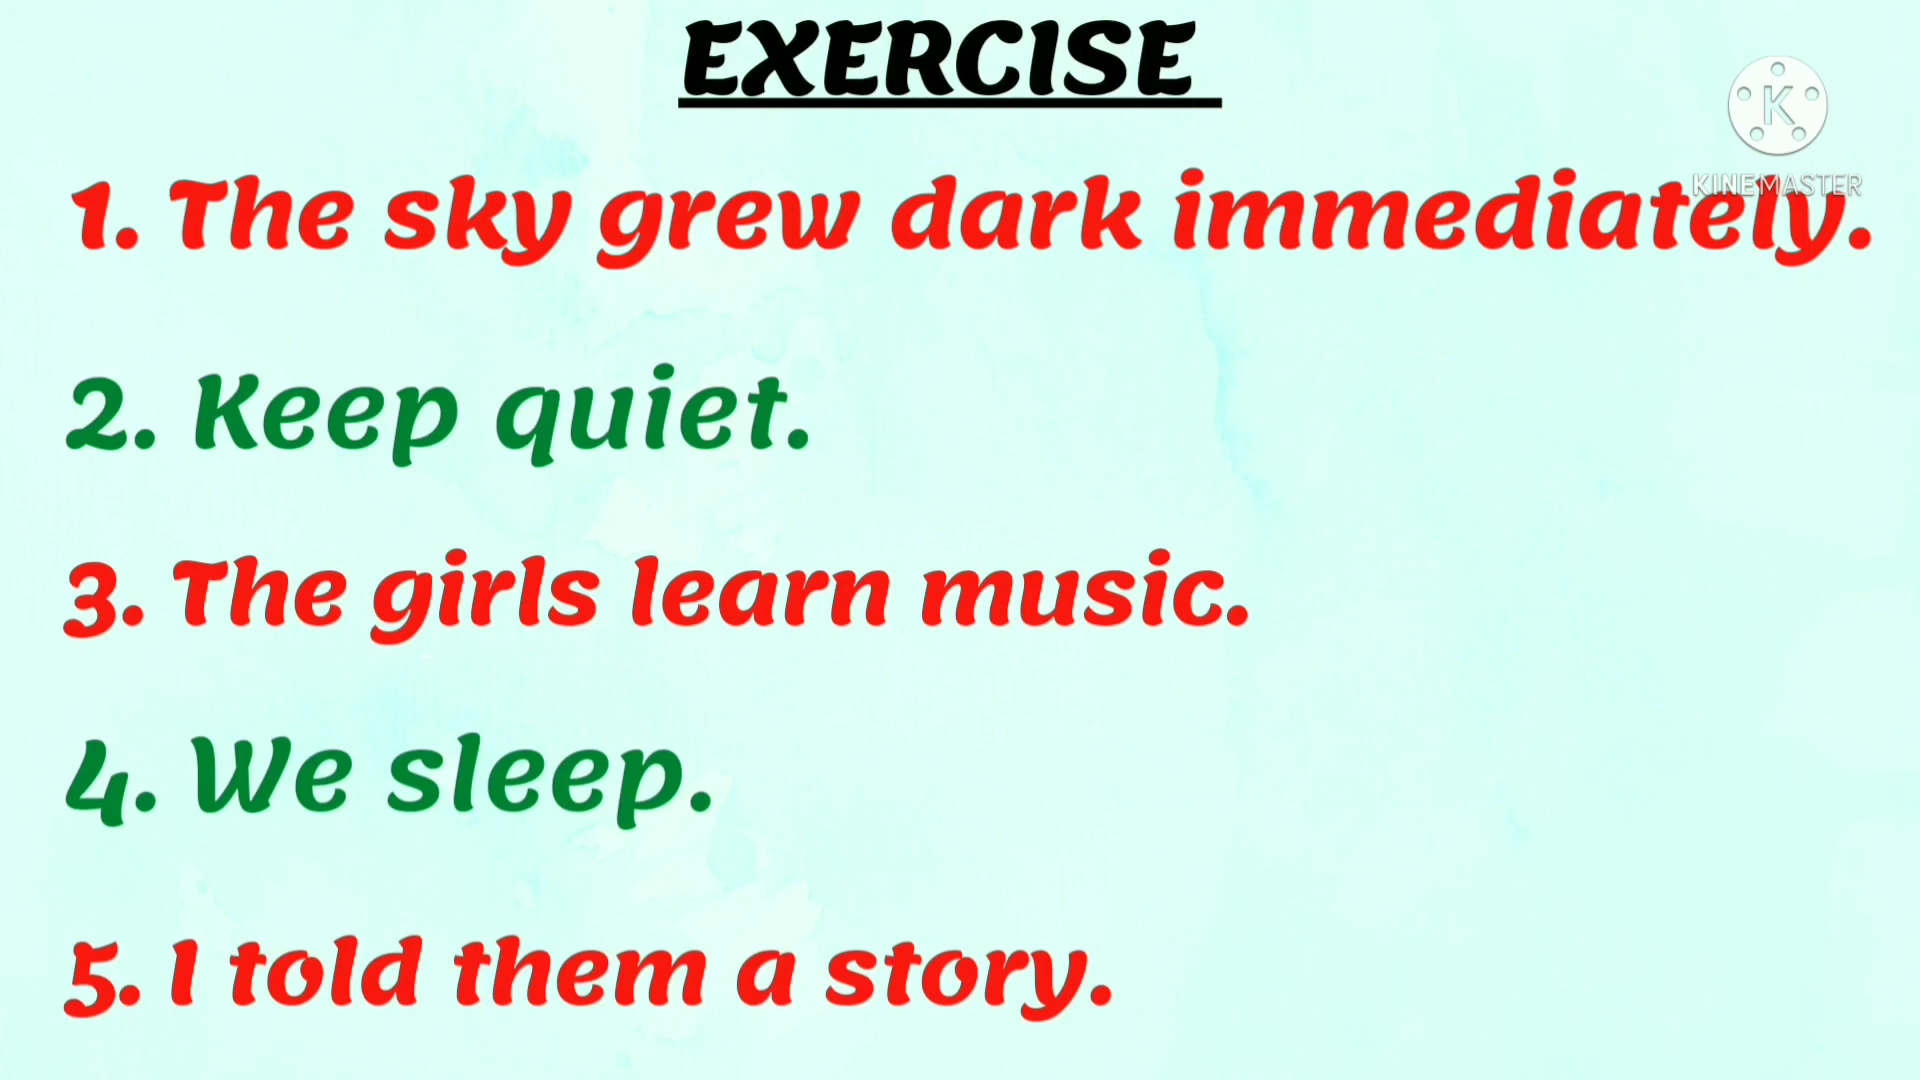 EXERCISE
K
KINEMASTER
1. The sky grew dark immediately.
2. Keep quiet.
3. The girls learn music.
4. We sleep.
5. I told them a story.